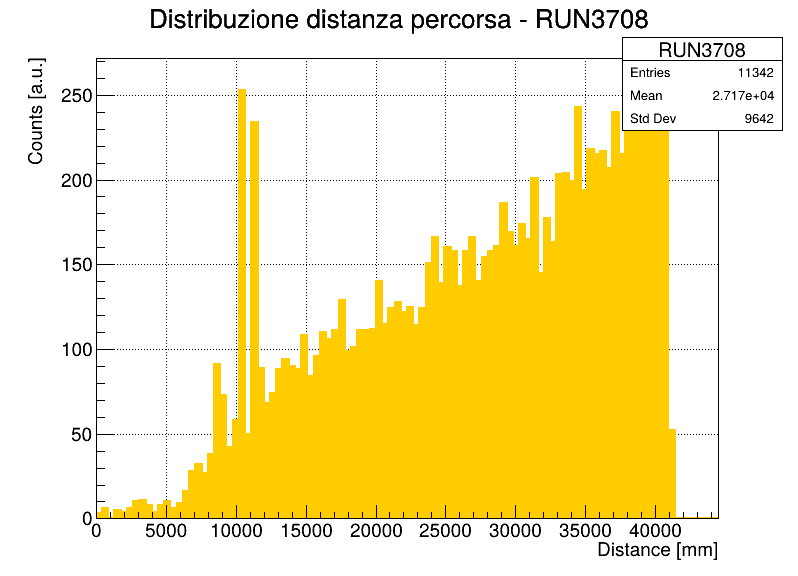 Distribuzione distanza percorsa - RUN3708
RUN3708
Entries 11342
Mean 2.717e+04
Std Dev 9642
Counts [a.u.]
250
200
150
100
50
0
0 5000 10000 15000 20000 25000 30000 35000 40000
Distance [mm]